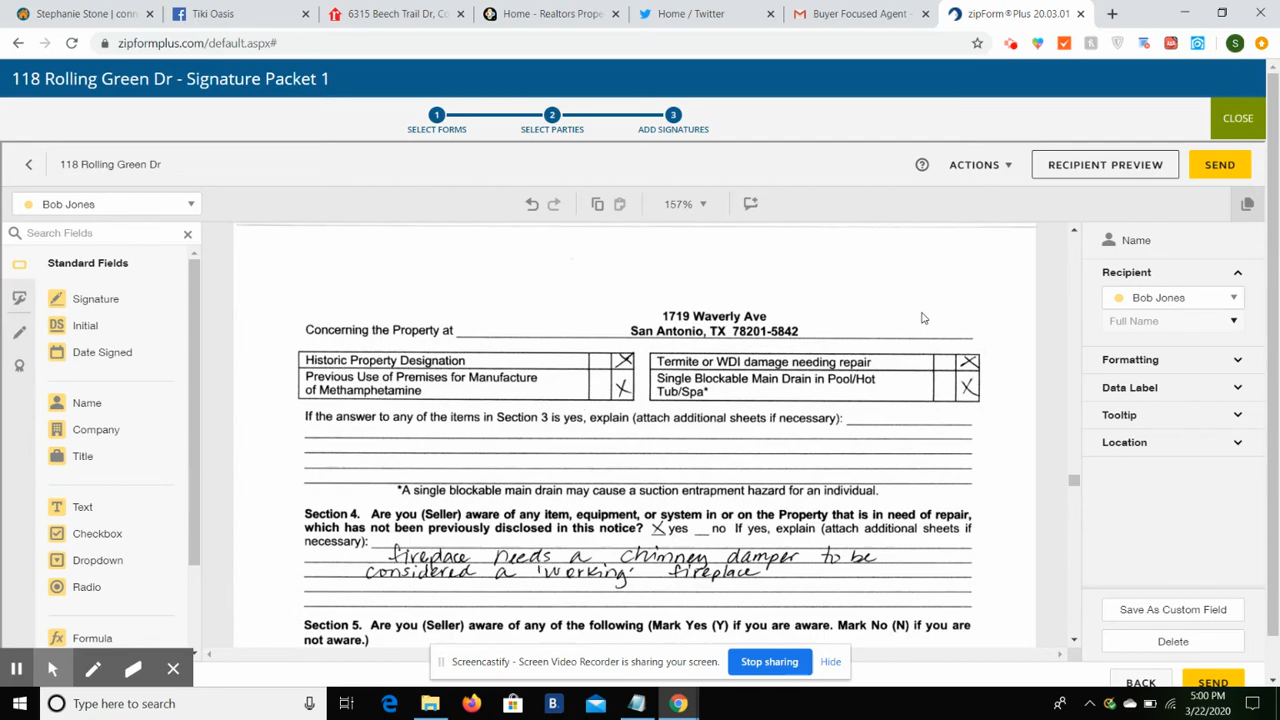 Stephanie Stone | conn
Tiki Oasis
6315 Beech Trail Dr, Co
Home - Realtors Prope
Home / Twitter
Buyer Focused Agent -
zipForm®Plus 20.03.01
zipformplus.com/default.aspx#
S
118 Rolling Green Dr - Signature Packet 1
1 2 3
SELECT FORMS SELECT PARTIES ADD SIGNATURES
CLOSE
118 Rolling Green Dr
ACTIONS
RECIPIENT PREVIEW
SEND
Bob Jones
157%
Search Fields
Standard Fields
Signature
DS Initial
Date Signed
Name
Company
Title
T Text
Checkbox
Dropdown
Radio
fx Formula
1719 Waverly Ave
Concerning the Property at San Antonio, TX 78201-5842
Historic Property Designation X Termite or WDI damage needing repair X
Previous Use of Premises for Manufacture
of Methamphetamine X
Single Blockable Main Drain in Pool/Hot
Tub/Spa* X
If the answer to any of the items in Section 3 is yes, explain (attach additional sheets if necessary):
*A single blockable main drain may cause a suction entrapment hazard for an individual.
Section 4. Are you (Seller) aware of any item, equipment, or system in or on the Property that is in need of repair,
which has not been previously disclosed in this notice? X yes __ no If yes, explain (attach additional sheets if
necessary):
fireplace needs a chimney damper to be
considered a 'working' fireplace
Section 5. Are you (Seller) aware of any of the following (Mark Yes (Y) if you are aware. Mark No (N) if you are
not aware.)
Name
Recipient
Bob Jones
Full Name
Formatting
Data Label
Tooltip
Location
Save As Custom Field
Delete
BACK
SEND
Screencastify - Screen Video Recorder is sharing your screen.
Stop sharing
Hide
Type here to search
5:00 PM
3/22/2020